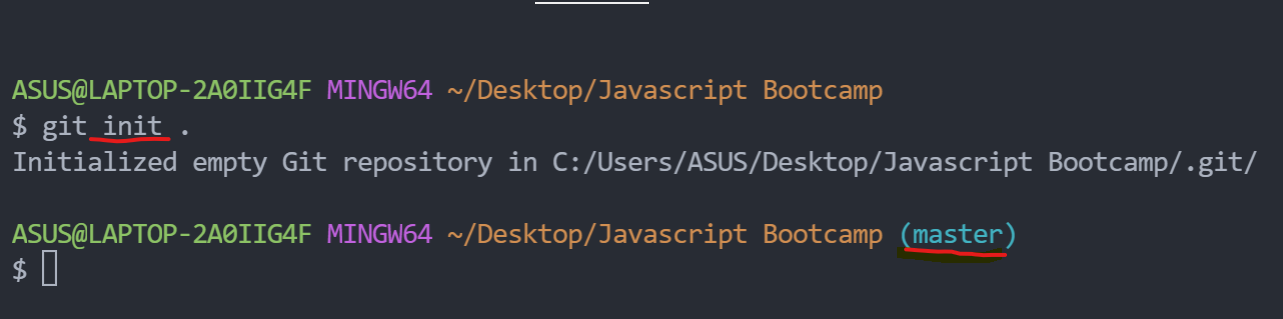 ASUS@LAPTOP-2A0IIG4F MINGW64 ~/Desktop/Javascript Bootcamp
$ git init .
Initialized empty Git repository in C:/Users/ASUS/Desktop/Javascript Bootcamp/.git/
ASUS@LAPTOP-2A0IIG4F MINGW64 ~/Desktop/Javascript Bootcamp (master)
$